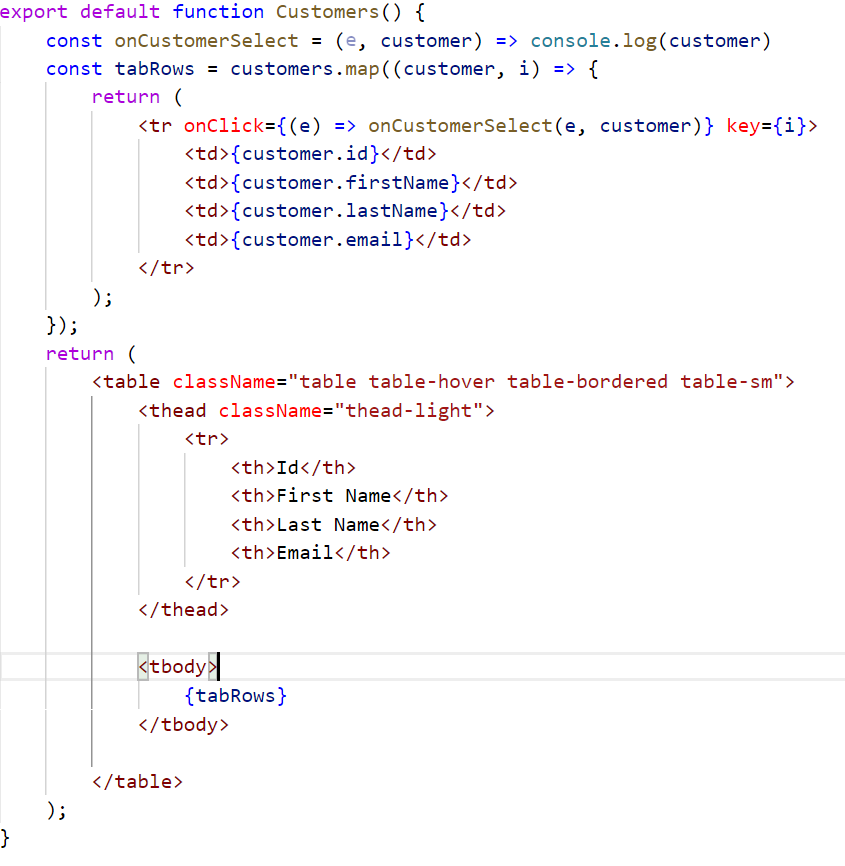 export default function Customers() {
    const onCustomerSelect = (e, customer) => console.log(customer)
    const tabRows = customers.map((customer, i) => {
        return (
            <tr onClick={(e) => onCustomerSelect(e, customer)} key={i}>
                <td>{customer.id}</td>
                <td>{customer.firstName}</td>
                <td>{customer.lastName}</td>
                <td>{customer.email}</td>
            </tr>
        );
    });
    return (
        <table className="table table-hover table-bordered table-sm">
            <thead className="thead-light">
                <tr>
                    <th>Id</th>
                    <th>First Name</th>
                    <th>Last Name</th>
                    <th>Email</th>
                </tr>
            </thead>

            <tbody>
                {tabRows}
            </tbody>

        </table>
    );
}